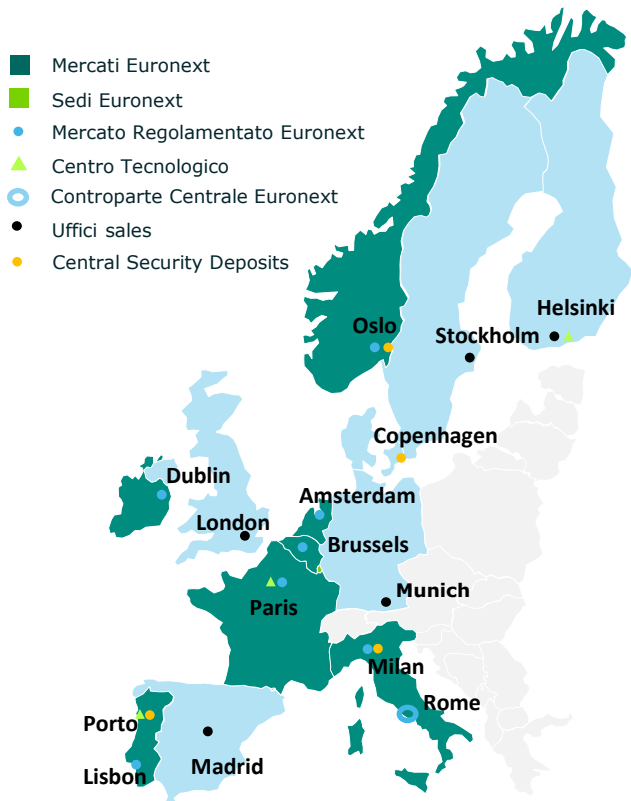 Mercati Euronext
Sedi Euronext
Mercato Regolamentato Euronext
Centro Tecnologico
Controparte Centrale Euronext
Uffici sales
Central Security Deposits
Helsinki
Oslo
Stockholm
Copenhagen
Dublin
Amsterdam
London
Brussels
Munich
Paris
Milan
Rome
Porto
Madrid
Lisbon